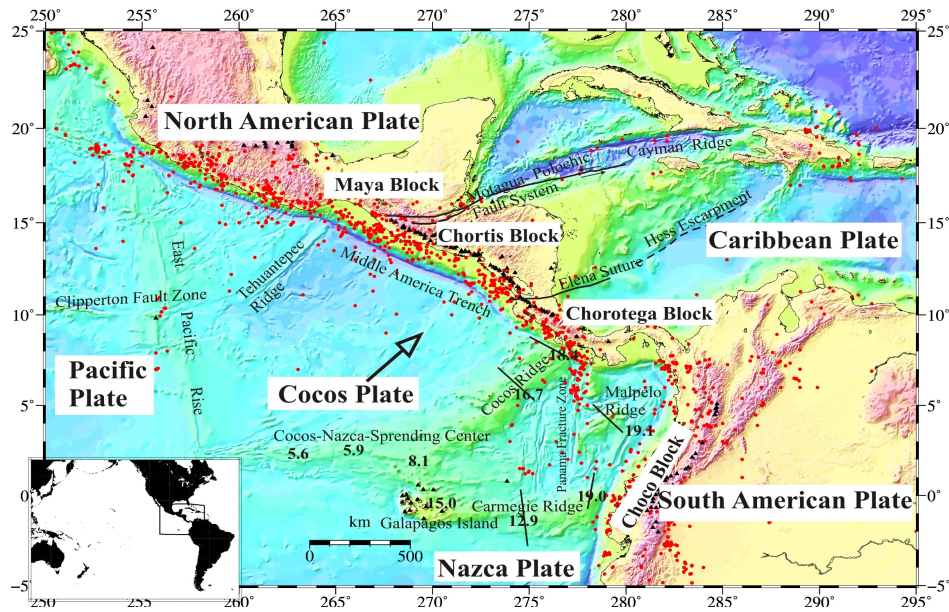 250 255 260 265 270 275 280 285 290 295
25° 25°
North American Plate
20° 20°
Cayman Ridge
Motagua- Poluchic
Fault System
Maya Block
15° 15°
Chortis Block
Hess Escarpment
Caribbean Plate
Elena Suture
East
Pacific
Rise
Tehuantepec
Ridge
Middle America Trench
Clipperton Fault Zone
10° 10°
Chorotega Block
Pacific
Plate
Cocos Plate
18.4
Cocos Ridge
16.7
Panama Fracture Zone
Malpelo
Ridge
19.1
5° 5°
Cocos-Nazca-Sprending Center
5.6 5.9 8.1
Choco Block
0 0°
15.0
Carmegie Ridge
19.0
South American Plate
km Galapagos Island
12.9
0 500
Nazca Plate
−5 −5°
250 255 260 265 270 275 280 285 290 295